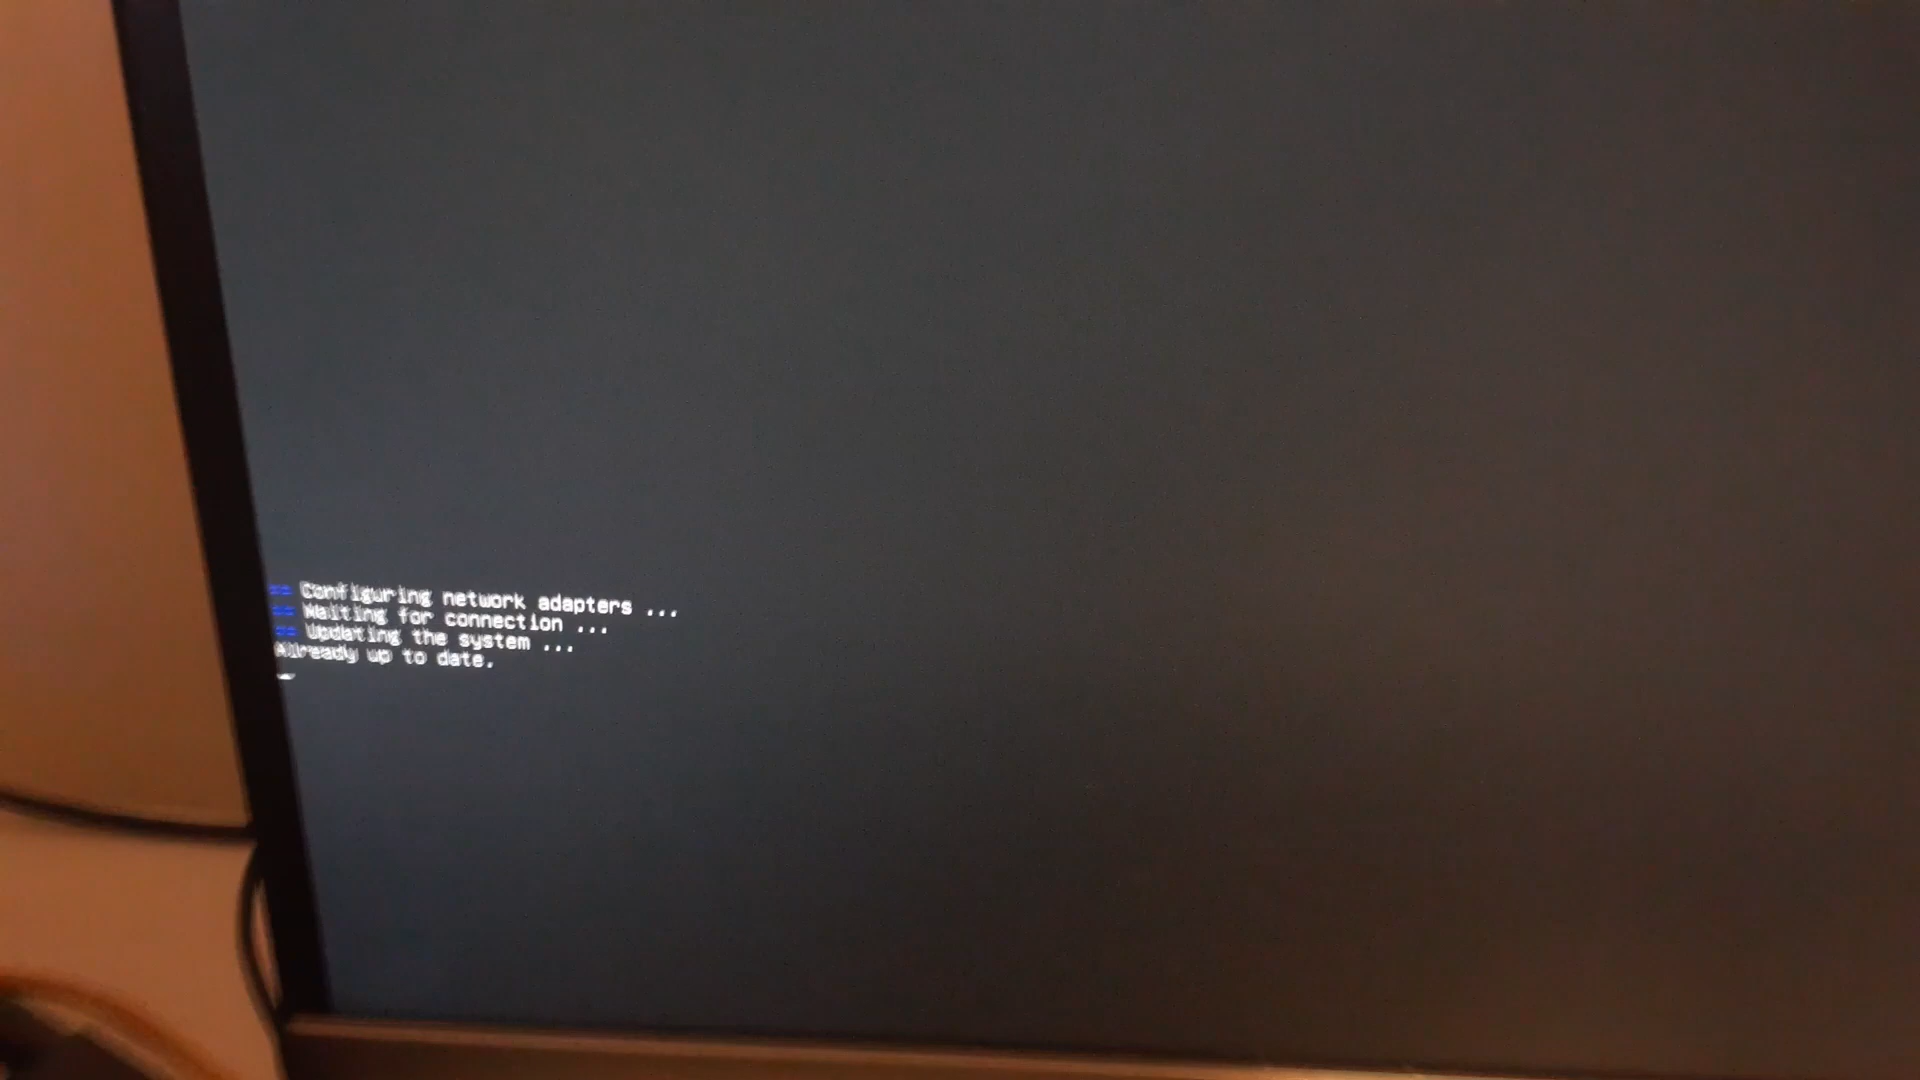 == Configuring network adapters ...
== Waiting for connection ...
== Updating the system ...
Already up to date.